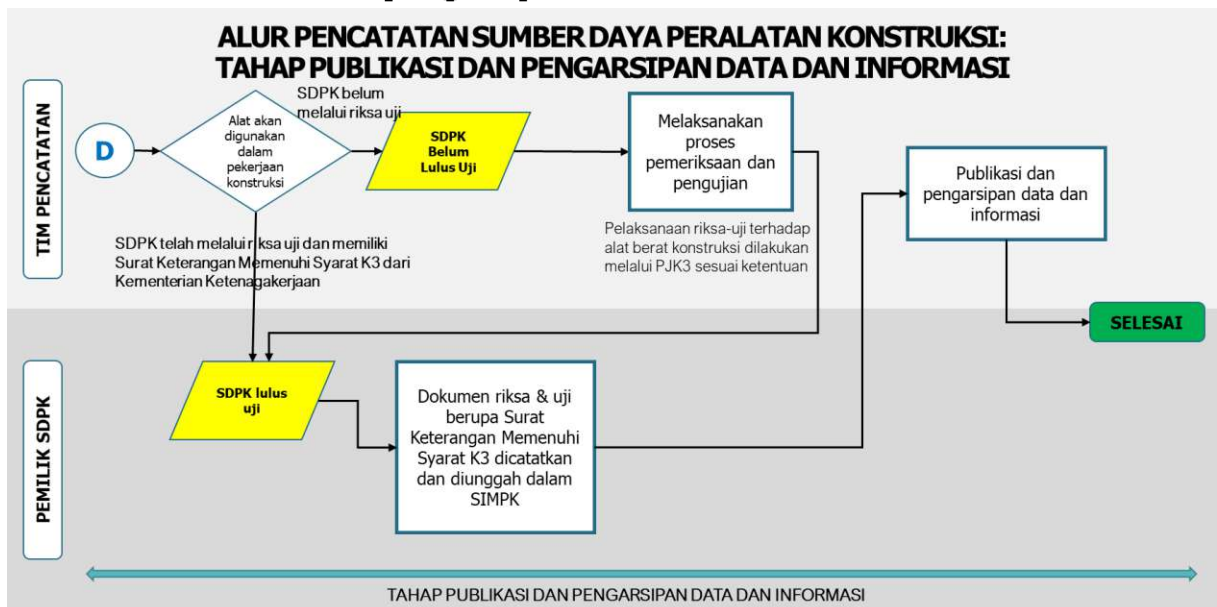 ALUR PENCATATAN SUMBER DAYA PERALATAN KONSTRUKSI:
TAHAP PUBLIKASI DAN PENGARSIPAN DATA DAN INFORMASI
TIM PENCATATAN
D
Alat akan
digunakan
dalam
pekerjaan
konstruksi
SDPK belum
melalui riksa uji
SDPK
Belum
Lulus Uji
Melaksanakan
proses
pemeriksaan dan
pengujian
Pelaksanaan riksa-uji terhadap
alat berat konstruksi dilakukan
melalui PJK3 sesuai ketentuan
Publikasi dan
pengarsipan data dan
informasi
SDPK telah melalui riksa uji dan memiliki
Surat Keterangan Memenuhi Syarat K3 dari
Kementerian Ketenagakerjaan
SELESAI
PEMILIK SDPK
SDPK lulus
uji
Dokumen riksa & uji
berupa Surat
Keterangan Memenuhi
Syarat K3 dicatatkan
dan diunggah dalam
SIMPK
TAHAP PUBLIKASI DAN PENGARSIPAN DATA DAN INFORMASI